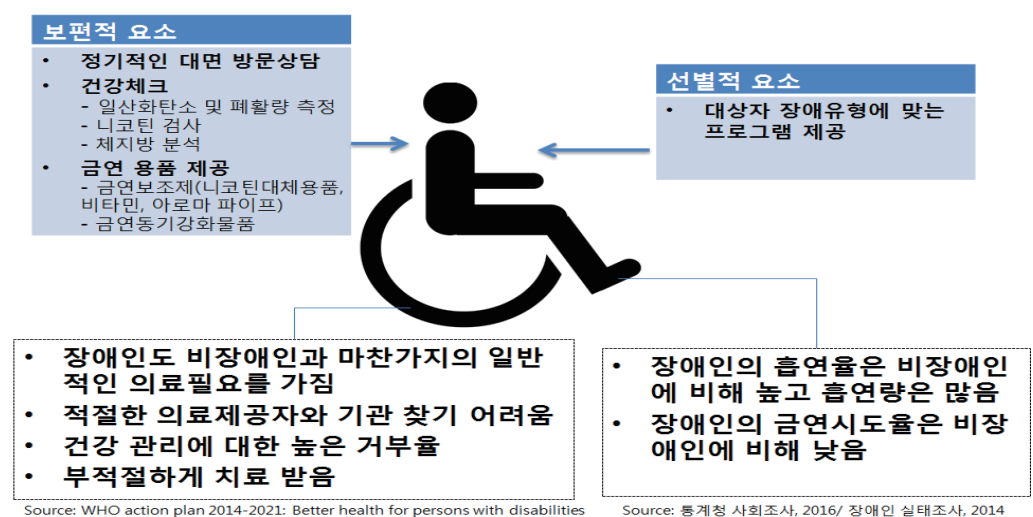 보편적 요소
• 정기적인 대면 방문상담
• 건강체크
- 일산화탄소 및 폐활량 측정
- 니코틴 검사
- 체지방 분석
• 금연 용품 제공
- 금연보조제(니코틴대체용품,
비타민, 아로마 파이프)
- 금연동기강화물품
선별적 요소
• 대상자 장애유형에 맞는
프로그램 제공
• 장애인도 비장애인과 마찬가지의 일반
적인 의료필요를 가짐
• 적절한 의료제공자와 기관 찾기 어려움
• 건강 관리에 대한 높은 거부율
• 부적절하게 치료 받음
• 장애인의 흡연율은 비장애인
에 비해 높고 흡연량은 많음
• 장애인의 금연시도율은 비장
애인에 비해 낮음
Source: WHO action plan 2014-2021: Better health for persons with disabilities
Source: 통계청 사회조사, 2016/ 장애인 실태조사, 2014